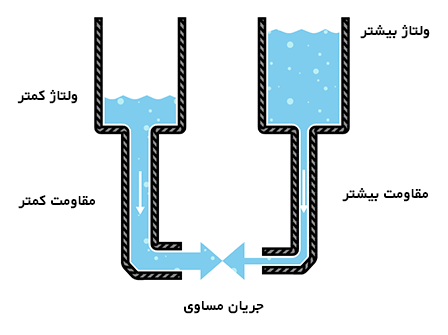 ولتاژ بیشتر
ولتاژ کمتر
مقاومت بیشتر
مقاومت کمتر
جریان مساوی